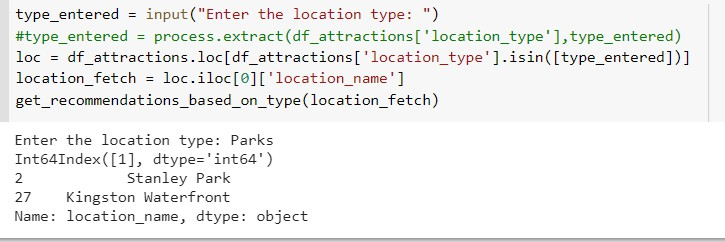 type_entered = input("Enter the location type: ")
#type_entered = process.extract(df_attractions['location_type'],type_entered)
loc = df_attractions.loc[df_attractions['location_type'].isin([type_entered])]
location_fetch = loc.iloc[0]['location_name']
get_recommendations_based_on_type(location_fetch)
Enter the location type: Parks
Int64Index([1], dtype='int64')
2 Stanley Park
27 Kingston Waterfront
Name: location_name, dtype: object